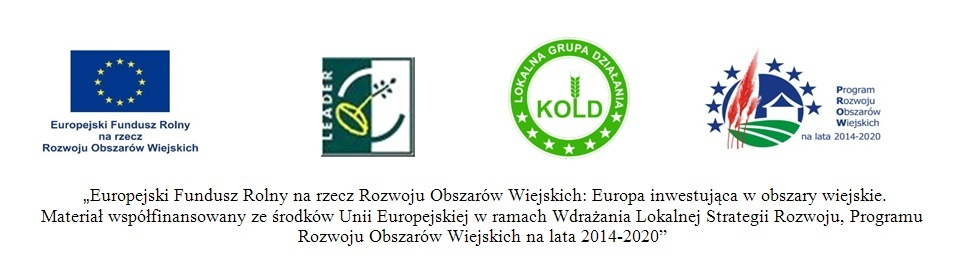 Europejski Fundusz Rolny
na rzecz
Rozwoju Obszarów Wiejskich
LEADER
LOKALNA GRUPA DZIAŁANIA
KOLD
Program
Rozwoju
Obszarów
Wiejskich
na lata 2014-2020
„Europejski Fundusz Rolny na rzecz Rozwoju Obszarów Wiejskich: Europa inwestująca w obszary wiejskie.
Materiał współfinansowany ze środków Unii Europejskiej w ramach Wdrażania Lokalnej Strategii Rozwoju, Programu
Rozwoju Obszarów Wiejskich na lata 2014-2020”